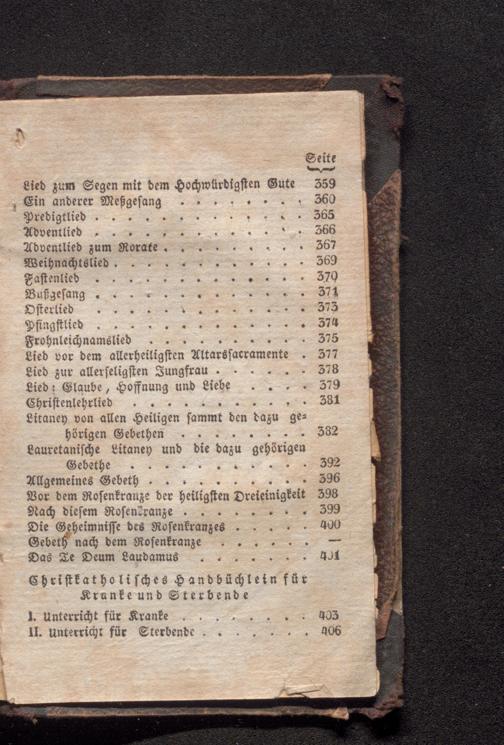 Seite
Lied zum Segen mit dem Hochwürdigsten Gute 359
Ein anderer Meßgesang . . . . . . . . 360
Predigtlied . . . . . . . . . . . . 365
Adventlied . . . . . . . . . . . . 366
Adventlied zum Rorate . . . . . . . . 367
Weihnachtslied . . . . . . . . . . . 369
Fastenlied . . . . . . . . . . . . 370
Bußgesang . . . . . . . . . . . . 371
Osterlied . . . . . . . . . . . . 373
Pfingstlied . . . . . . . . . . . . 374
Frohnleichnamslied . . . . . . . . . 375
Lied vor dem allerheiligsten Altarssacramente . 377
Lied zur allerseligsten Jungfrau . . . . . 378
Lied: Glaube, Hoffnung und Liebe . . . . 379
Christenlehrlied . . . . . . . . . . 381
Litaney von allen Heiligen sammt den dazu ge=
hörigen Gebethen . . . . . . . . 382
Lauretanische Litaney und die dazu gehörigen
Gebethe . . . . . . . . . . . 392
Allgemeines Gebeth . . . . . . . . . 396
Vor dem Rosenkranze der heiligsten Dreieinigkeit 398
Nach diesem Rosenkranze . . . . . . . 399
Die Geheimnisse des Rosenkranzes . . . . . 400
Gebeth nach dem Rosenkranze . . . . . . —
Das Te Deum Laudamus . . . . . . . 401
Christkatholisches Handbüchlein für
Kranke und Sterbende
I. Unterricht für Kranke . . . . . . . 403
II. Unterricht für Sterbende . . . . . . 406